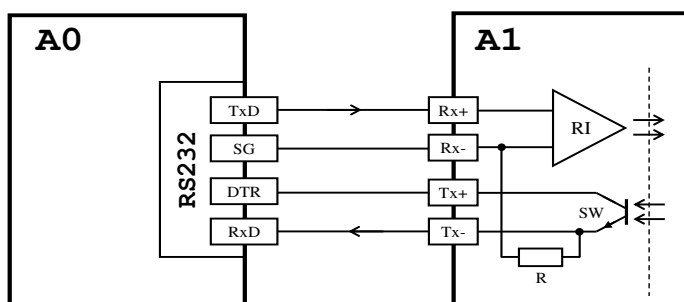 A0
A1
RS232
TxD
Rx+
SG
Rx-
RI
DTR
Tx+
SW
RxD
Tx-
R